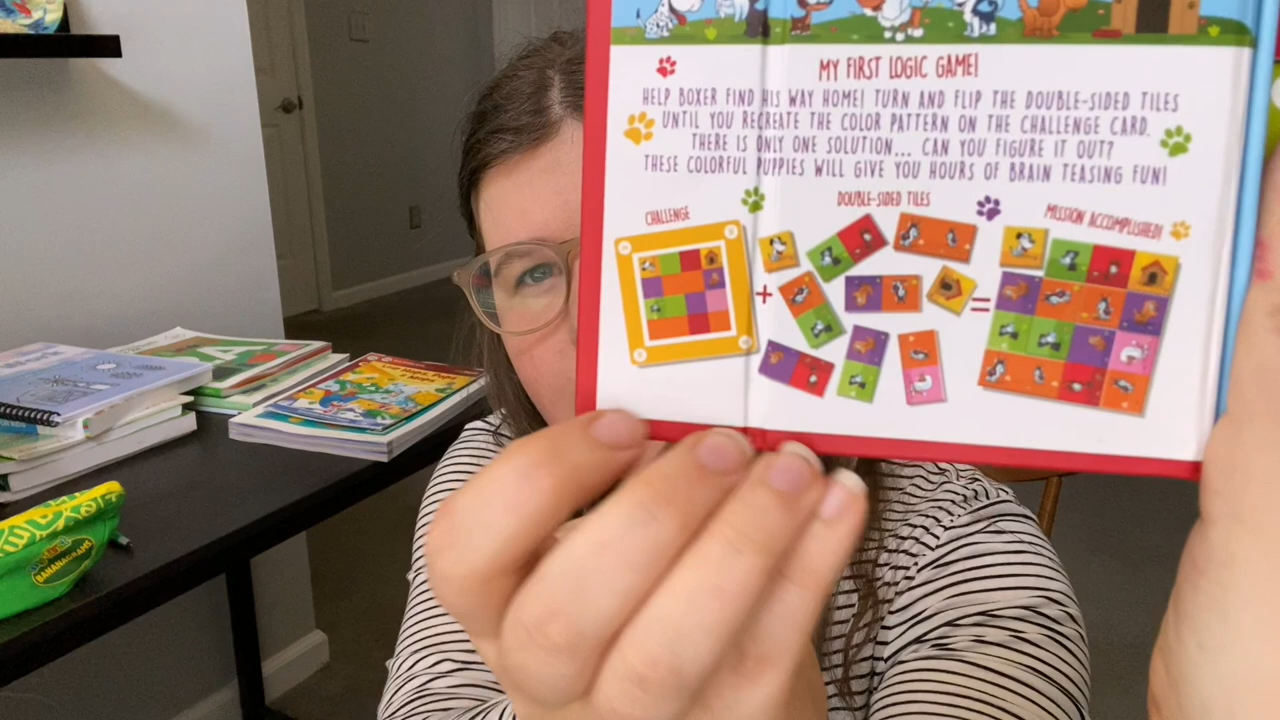 MY FIRST LOGIC GAME!
HELP BOXER FIND HIS WAY HOME! TURN AND FLIP THE DOUBLE-SIDED TILES
UNTIL YOU RECREATE THE COLOR PATTERN ON THE CHALLENGE CARD.
THERE IS ONLY ONE SOLUTION... CAN YOU FIGURE IT OUT?
THESE COLORFUL PUPPIES WILL GIVE YOU HOURS OF BRAIN TEASING FUN!
CHALLENGE
DOUBLE-SIDED TILES
MISSION ACCOMPLISHED!
+
=
A
BANANAGRAMS